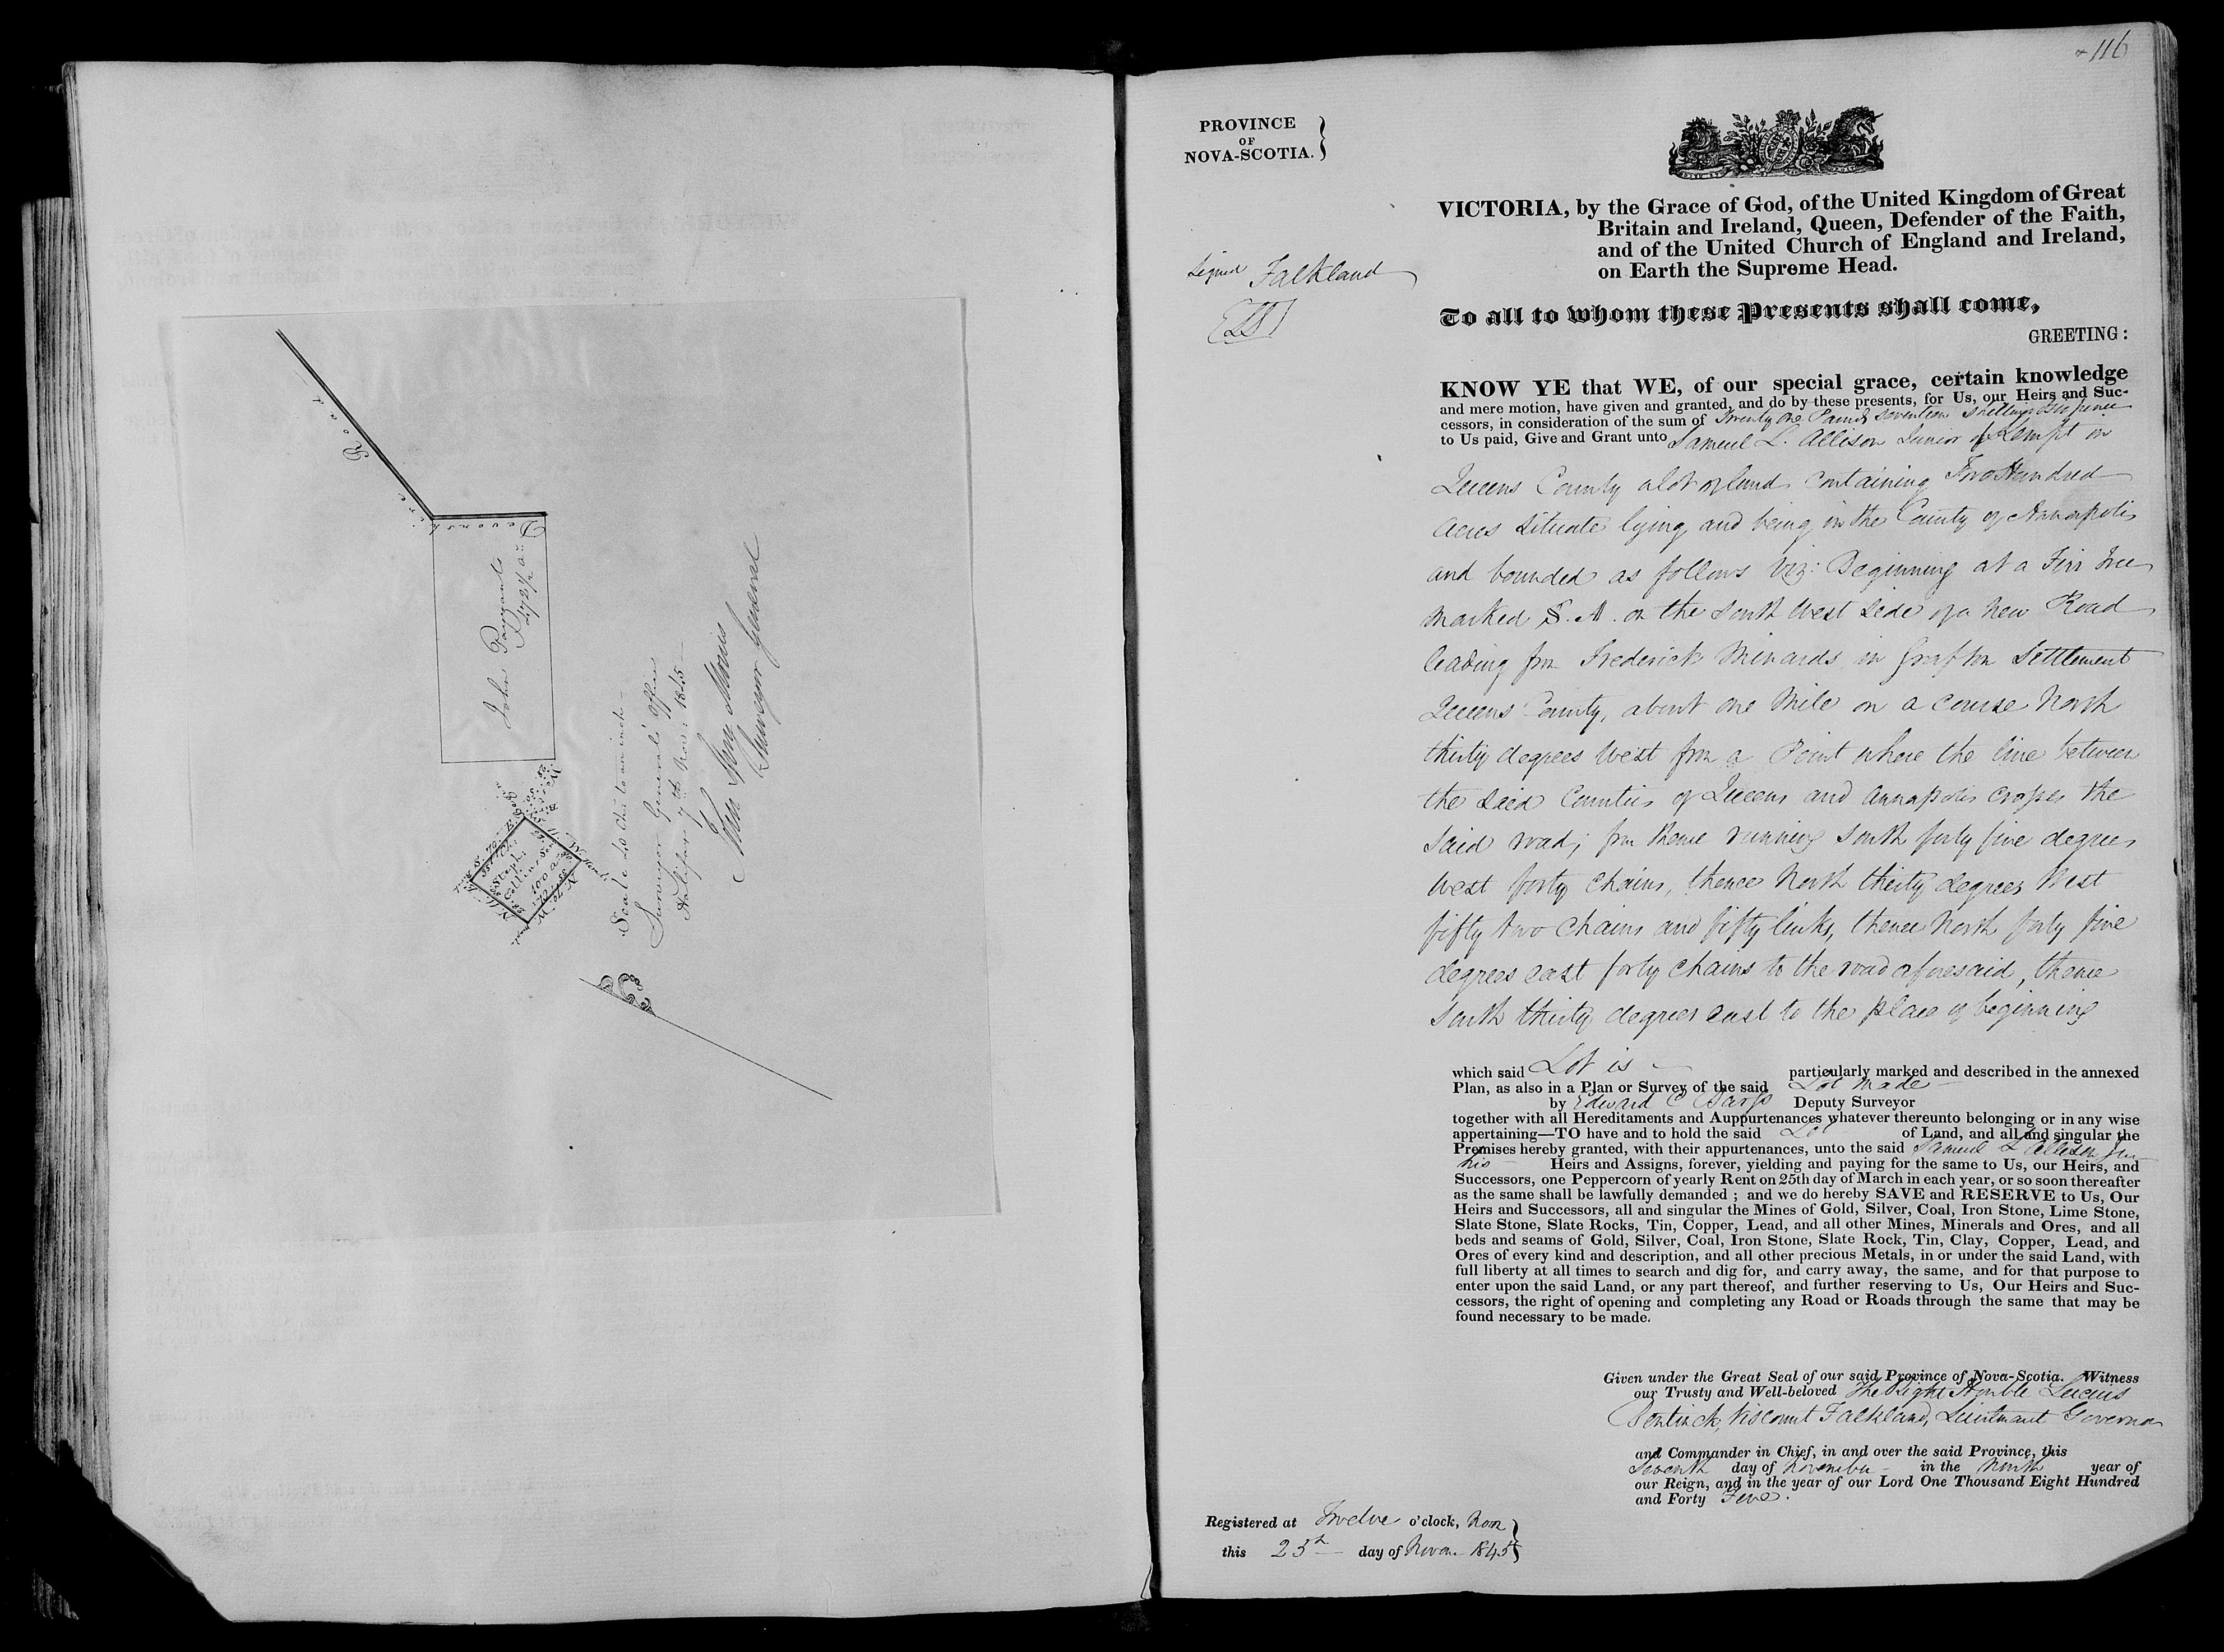 Road
Devonshire
John Payzants
472 1/2 a:s
Steph:
Collins
100 a:s
Scale 40 Chs to an inch
Surveyor General's office
Halifax 7th Novr 1845
John Spry Morris
Surveyor General
116
PROVINCE
OF
NOVA-SCOTIA.
VICTORIA, by the Grace of God, of the United Kingdom of Great
Britain and Ireland, Queen, Defender of the Faith,
and of the United Church of England and Ireland,
on Earth the Supreme Head.
Signed Falkland
LS
To all to whom these Presents shall come,
GREETING:
KNOW YE that WE, of our special grace, certain knowledge
and mere motion, have given and granted, and do by these presents, for Us, our Heirs and Suc-
cessors, in consideration of the sum of Twenty one Pounds seventeen shillings six pence
to Us paid, Give and Grant unto Samuel L. Allison Junior of Kempt in
Queens County a lot of land containing Two Hundred
acres situate lying and being in the County of Annapolis
and bounded as follows Viz: Beginning at a Firr tree
marked S. A. on the South West side of a new Road
leading from Frederick Minards in Grafton Settlement
Queens County, about one Mile on a course North
thirty degrees West from a Point where the line between
the said Counties of Queens and Annapolis crosses the
said road; from thence running South forty five degrees
West forty chains, thence North thirty degrees West
fifty two chains and fifty links, thence North forty five
degrees east forty chains to the road aforesaid, thence
South thirty degrees east to the place of beginning
which said Lot is particularly marked and described in the annexed
Plan, as also in a Plan or Survey of the said Lot made
by Edward C Deputy Surveyor
together with all Hereditaments and Auppurtenances whatever thereunto belonging or in any wise
appertaining—TO have and to hold the said Lot of Land, and all and singular the
Premises hereby granted, with their appurtenances, unto the said Samuel L Allison Jun
his Heirs and Assigns, forever, yielding and paying for the same to Us, our Heirs, and
Successors, one Peppercorn of yearly Rent on 25th day of March in each year, or so soon thereafter
as the same shall be lawfully demanded ; and we do hereby SAVE and RESERVE to Us, Our
Heirs and Successors, all and singular the Mines of Gold, Silver, Coal, Iron Stone, Lime Stone,
Slate Stone, Slate Rocks, Tin, Copper, Lead, and all other Mines, Minerals and Ores, and all
beds and seams of Gold, Silver, Coal, Iron Stone, Slate Rock, Tin, Clay, Copper, Lead, and
Ores of every kind and description, and all other precious Metals, in or under the said Land, with
full liberty at all times to search and dig for, and carry away, the same, and for that purpose to
enter upon the said Land, or any part thereof, and further reserving to Us, Our Heirs and Suc-
cessors, the right of opening and completing any Road or Roads through the same that may be
found necessary to be made.
Given under the Great Seal of our said Province of Nova-Scotia. Witness
our Trusty and Well-beloved The Right Honble Lucius
Bentinck, Viscount Falkland, Lieutenant Governor
and Commander in Chief, in and over the said Province, this
Seventh day of November in the Ninth year of
our Reign, and in the year of our Lord One Thousand Eight Hundred
and Forty Five.
Registered at Twelve o'clock, Noon
this 25th day of Novr 1845